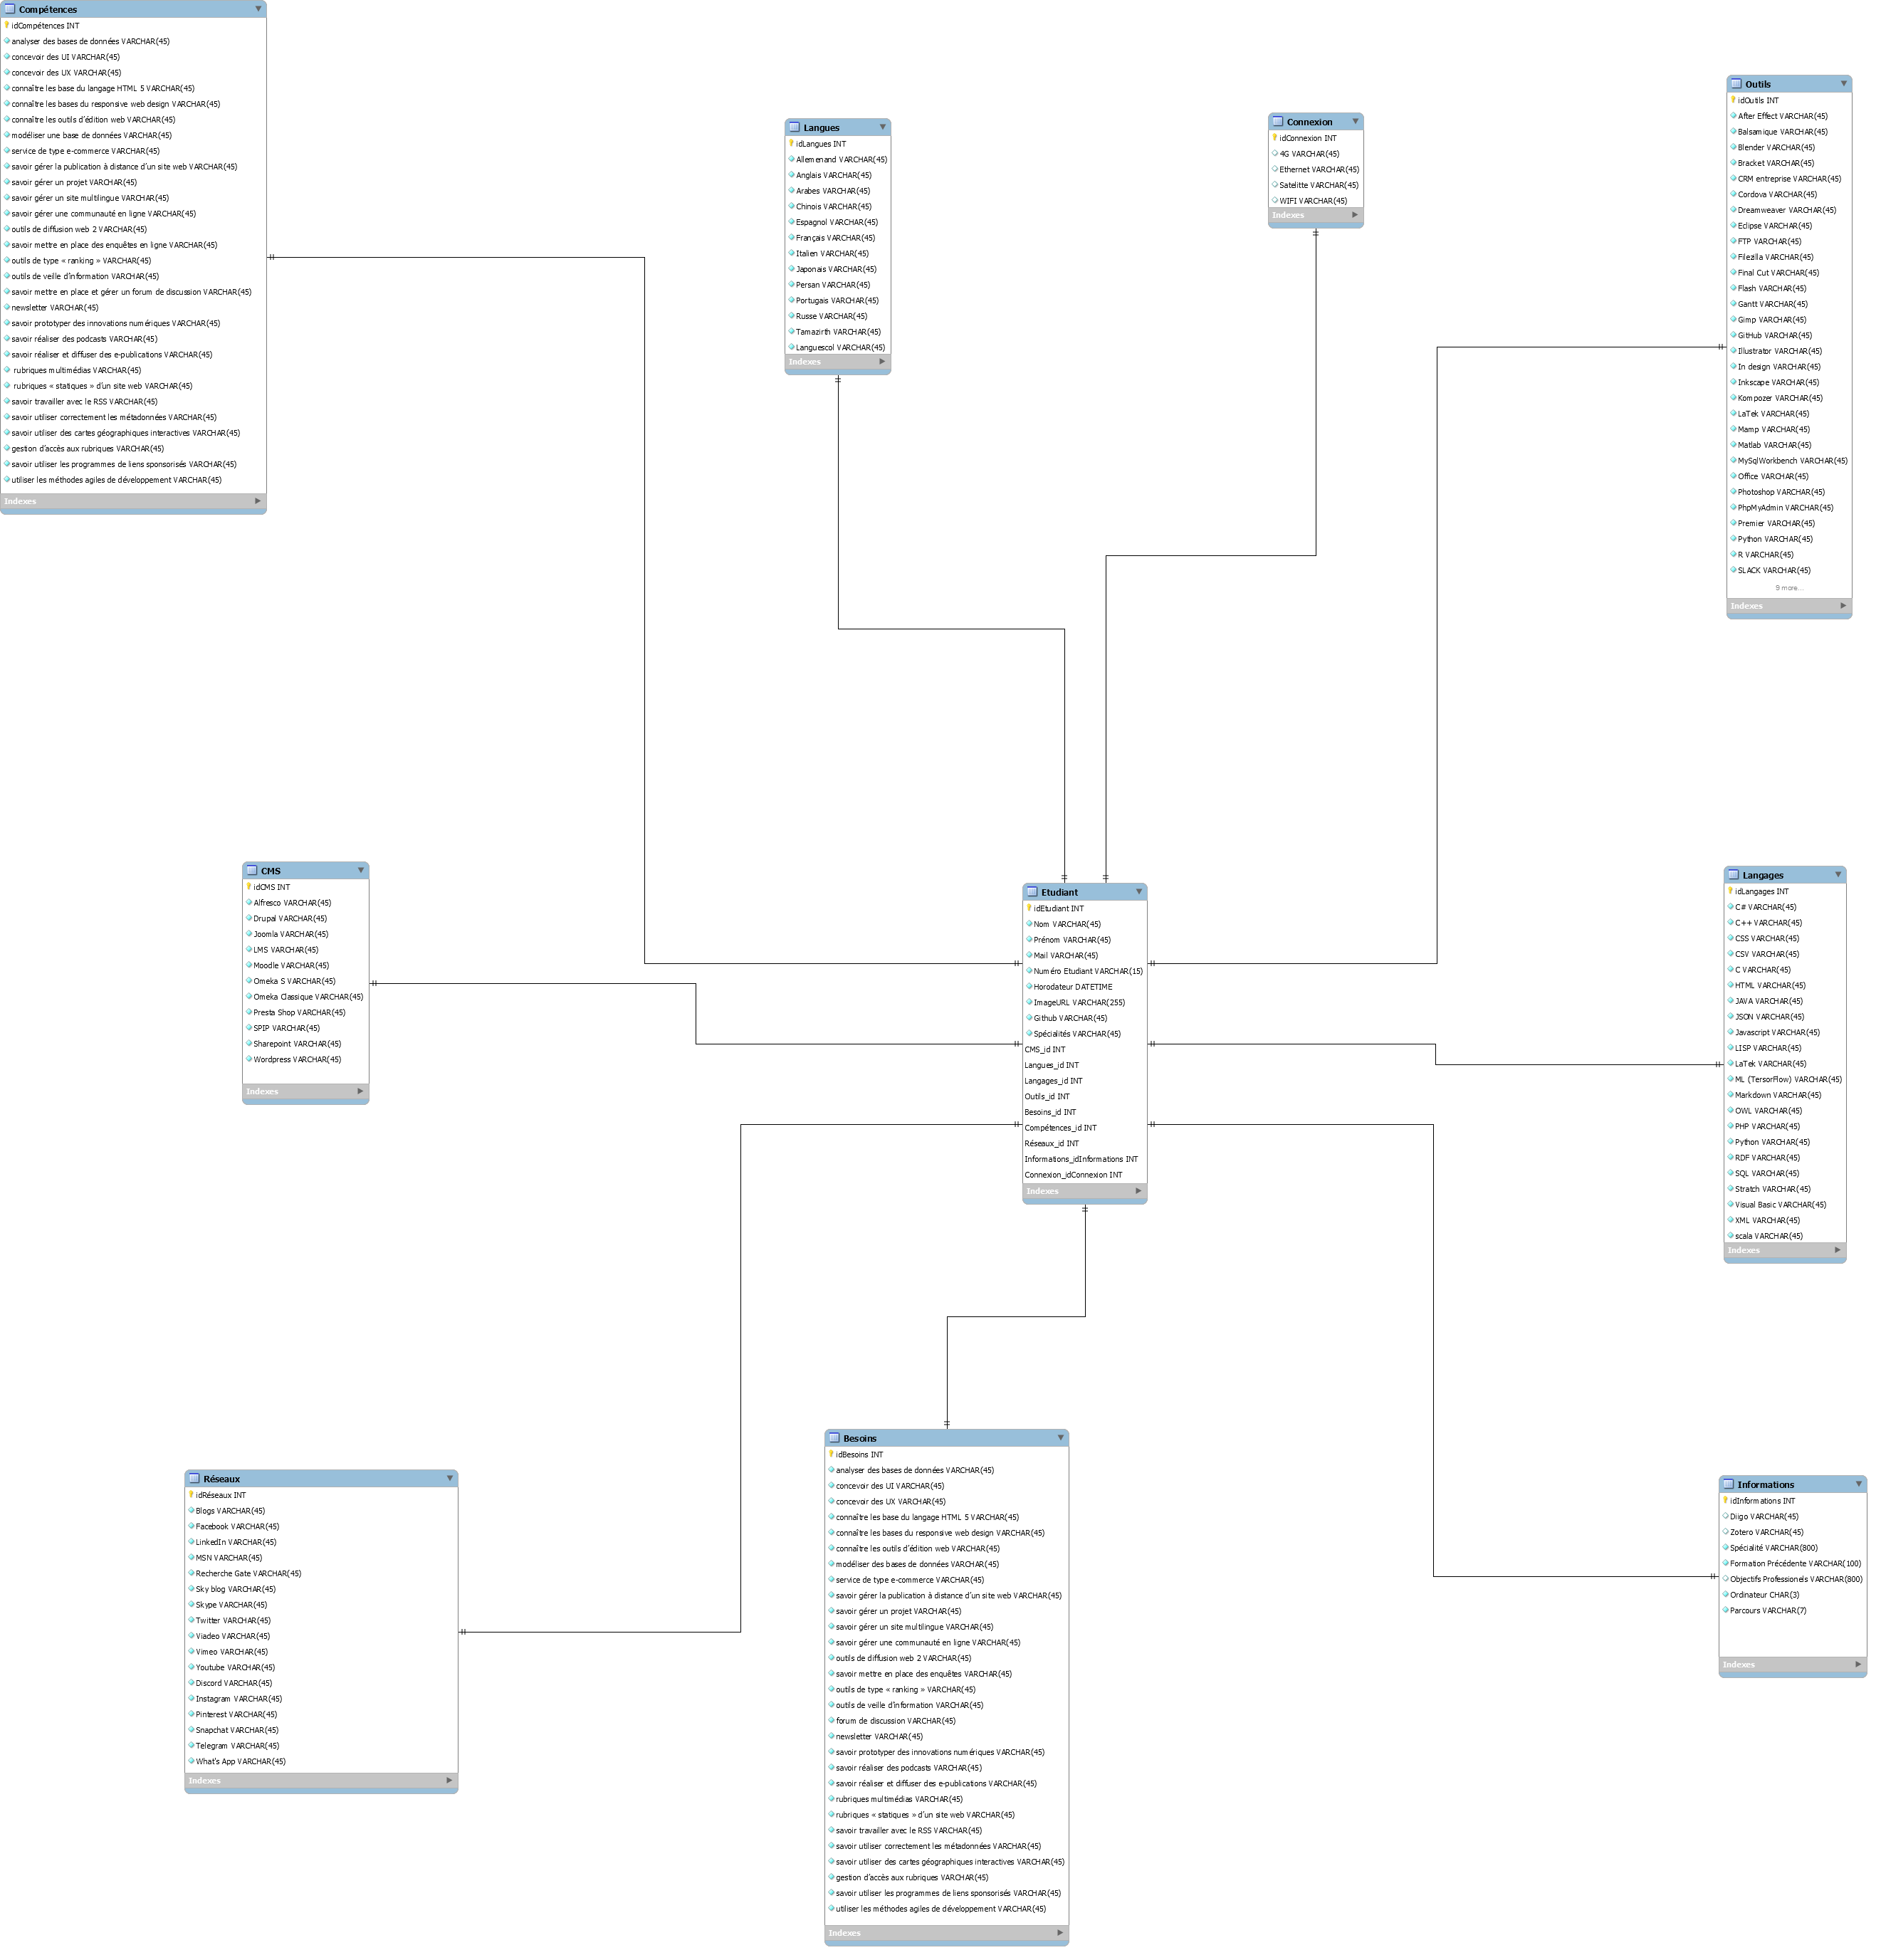 Compétences
idCompétences INT
analyser des bases de données VARCHAR(45)
concevoir des UI VARCHAR(45)
concevoir des UX VARCHAR(45)
connaître les base du langage HTML 5 VARCHAR(45)
connaître les bases du responsive web design VARCHAR(45)
connaître les outils d'édition web VARCHAR(45)
modéliser une base de données VARCHAR(45)
service de type e-commerce VARCHAR(45)
savoir gérer la publication à distance d'un site web VARCHAR(45)
savoir gérer un projet VARCHAR(45)
savoir gérer un site multilingue VARCHAR(45)
savoir gérer une communauté en ligne VARCHAR(45)
outils de diffusion web 2 VARCHAR(45)
savoir mettre en place des enquêtes en ligne VARCHAR(45)
outils de type « ranking » VARCHAR(45)
outils de veille d'information VARCHAR(45)
savoir mettre en place et gérer un forum de discussion VARCHAR(45)
newsletter VARCHAR(45)
savoir prototyper des innovations numériques VARCHAR(45)
savoir réaliser des podcasts VARCHAR(45)
savoir réaliser et diffuser des e-publications VARCHAR(45)
rubriques multimédias VARCHAR(45)
rubriques « statiques » d'un site web VARCHAR(45)
savoir travailler avec le RSS VARCHAR(45)
savoir utiliser correctement les métadonnées VARCHAR(45)
savoir utiliser des cartes géographiques interactives VARCHAR(45)
gestion d'accès aux rubriques VARCHAR(45)
savoir utiliser les programmes de liens sponsorisés VARCHAR(45)
utiliser les méthodes agiles de développement VARCHAR(45)
Indexes
Langues
idLangues INT
Allemenand VARCHAR(45)
Anglais VARCHAR(45)
Arabes VARCHAR(45)
Chinois VARCHAR(45)
Espagnol VARCHAR(45)
Français VARCHAR(45)
Italien VARCHAR(45)
Japonais VARCHAR(45)
Persan VARCHAR(45)
Portugais VARCHAR(45)
Russe VARCHAR(45)
Tamazirth VARCHAR(45)
Languescol VARCHAR(45)
Indexes
Connexion
idConnexion INT
4G VARCHAR(45)
Ethernet VARCHAR(45)
Satelitte VARCHAR(45)
WIFI VARCHAR(45)
Indexes
Outils
idOutils INT
After Effect VARCHAR(45)
Balsamique VARCHAR(45)
Blender VARCHAR(45)
Bracket VARCHAR(45)
CRM entreprise VARCHAR(45)
Cordova VARCHAR(45)
Dreamweaver VARCHAR(45)
Eclipse VARCHAR(45)
FTP VARCHAR(45)
Filezilla VARCHAR(45)
Final Cut VARCHAR(45)
Flash VARCHAR(45)
Gantt VARCHAR(45)
Gimp VARCHAR(45)
GitHub VARCHAR(45)
Illustrator VARCHAR(45)
In design VARCHAR(45)
Inkscape VARCHAR(45)
Kompozer VARCHAR(45)
LaTek VARCHAR(45)
Mamp VARCHAR(45)
Matlab VARCHAR(45)
MySqlWorkbench VARCHAR(45)
Office VARCHAR(45)
Photoshop VARCHAR(45)
PhpMyAdmin VARCHAR(45)
Premier VARCHAR(45)
Python VARCHAR(45)
R VARCHAR(45)
SLACK VARCHAR(45)
9 more...
Indexes
CMS
idCMS INT
Alfresco VARCHAR(45)
Drupal VARCHAR(45)
Joomla VARCHAR(45)
LMS VARCHAR(45)
Moodle VARCHAR(45)
Omeka S VARCHAR(45)
Omeka Classique VARCHAR(45)
Presta Shop VARCHAR(45)
SPIP VARCHAR(45)
Sharepoint VARCHAR(45)
Wordpress VARCHAR(45)
Indexes
Etudiant
idEtudiant INT
Nom VARCHAR(45)
Prénom VARCHAR(45)
Mail VARCHAR(45)
Numéro Etudiant VARCHAR(15)
Horodateur DATETIME
ImageURL VARCHAR(255)
Github VARCHAR(45)
Spécialités VARCHAR(45)
CMS_id INT
Langues_id INT
Langages_id INT
Outils_id INT
Besoins_id INT
Compétences_id INT
Réseaux_id INT
Informations_idInformations INT
Connexion_idConnexion INT
Indexes
Langages
idLangages INT
C# VARCHAR(45)
C++ VARCHAR(45)
CSS VARCHAR(45)
CSV VARCHAR(45)
C VARCHAR(45)
HTML VARCHAR(45)
JAVA VARCHAR(45)
JSON VARCHAR(45)
Javascript VARCHAR(45)
LISP VARCHAR(45)
LaTek VARCHAR(45)
ML (TersorFlow) VARCHAR(45)
Markdown VARCHAR(45)
OWL VARCHAR(45)
PHP VARCHAR(45)
Python VARCHAR(45)
RDF VARCHAR(45)
SQL VARCHAR(45)
Stratch VARCHAR(45)
Visual Basic VARCHAR(45)
XML VARCHAR(45)
scala VARCHAR(45)
Indexes
Réseaux
idRéseaux INT
Blogs VARCHAR(45)
Facebook VARCHAR(45)
LinkedIn VARCHAR(45)
MSN VARCHAR(45)
Recherche Gate VARCHAR(45)
Sky blog VARCHAR(45)
Skype VARCHAR(45)
Twitter VARCHAR(45)
Viadeo VARCHAR(45)
Vimeo VARCHAR(45)
Youtube VARCHAR(45)
Discord VARCHAR(45)
Instagram VARCHAR(45)
Pinterest VARCHAR(45)
Snapchat VARCHAR(45)
Telegram VARCHAR(45)
What's App VARCHAR(45)
Indexes
Besoins
idBesoins INT
analyser des bases de données VARCHAR(45)
concevoir des UI VARCHAR(45)
concevoir des UX VARCHAR(45)
connaître les base du langage HTML 5 VARCHAR(45)
connaître les bases du responsive web design VARCHAR(45)
connaître les outils d'édition web VARCHAR(45)
modéliser des bases de données VARCHAR(45)
service de type e-commerce VARCHAR(45)
savoir gérer la publication à distance d'un site web VARCHAR(45)
savoir gérer un projet VARCHAR(45)
savoir gérer un site multilingue VARCHAR(45)
savoir gérer une communauté en ligne VARCHAR(45)
outils de diffusion web 2 VARCHAR(45)
savoir mettre en place des enquêtes VARCHAR(45)
outils de type « ranking » VARCHAR(45)
outils de veille d'information VARCHAR(45)
forum de discussion VARCHAR(45)
newsletter VARCHAR(45)
savoir prototyper des innovations numériques VARCHAR(45)
savoir réaliser des podcasts VARCHAR(45)
savoir réaliser et diffuser des e-publications VARCHAR(45)
rubriques multimédias VARCHAR(45)
rubriques « statiques » d'un site web VARCHAR(45)
savoir travailler avec le RSS VARCHAR(45)
savoir utiliser correctement les métadonnées VARCHAR(45)
savoir utiliser des cartes géographiques interactives VARCHAR(45)
gestion d'accès aux rubriques VARCHAR(45)
savoir utiliser les programmes de liens sponsorisés VARCHAR(45)
utiliser les méthodes agiles de développement VARCHAR(45)
Indexes
Informations
idInformations INT
Diigo VARCHAR(45)
Zotero VARCHAR(45)
Spécialité VARCHAR(800)
Formation Précédente VARCHAR(100)
Objectifs Professionels VARCHAR(800)
Ordinateur CHAR(3)
Parcours VARCHAR(7)
Indexes